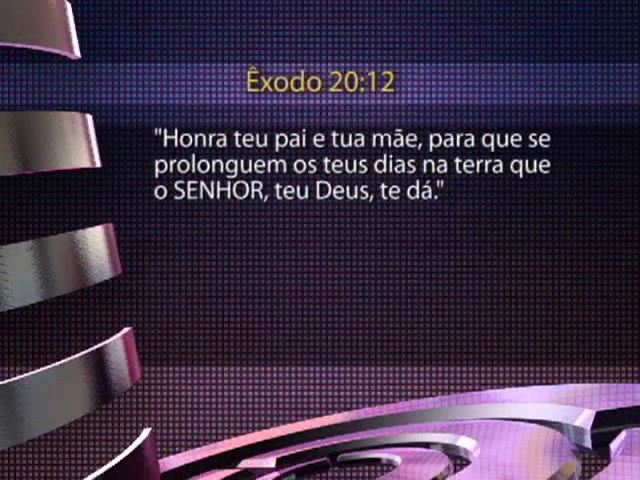 Êxodo 20:12
"Honra teu pai e tua mãe, para que se
prolonguem os teus dias na terra que
o SENHOR, teu Deus, te dá."